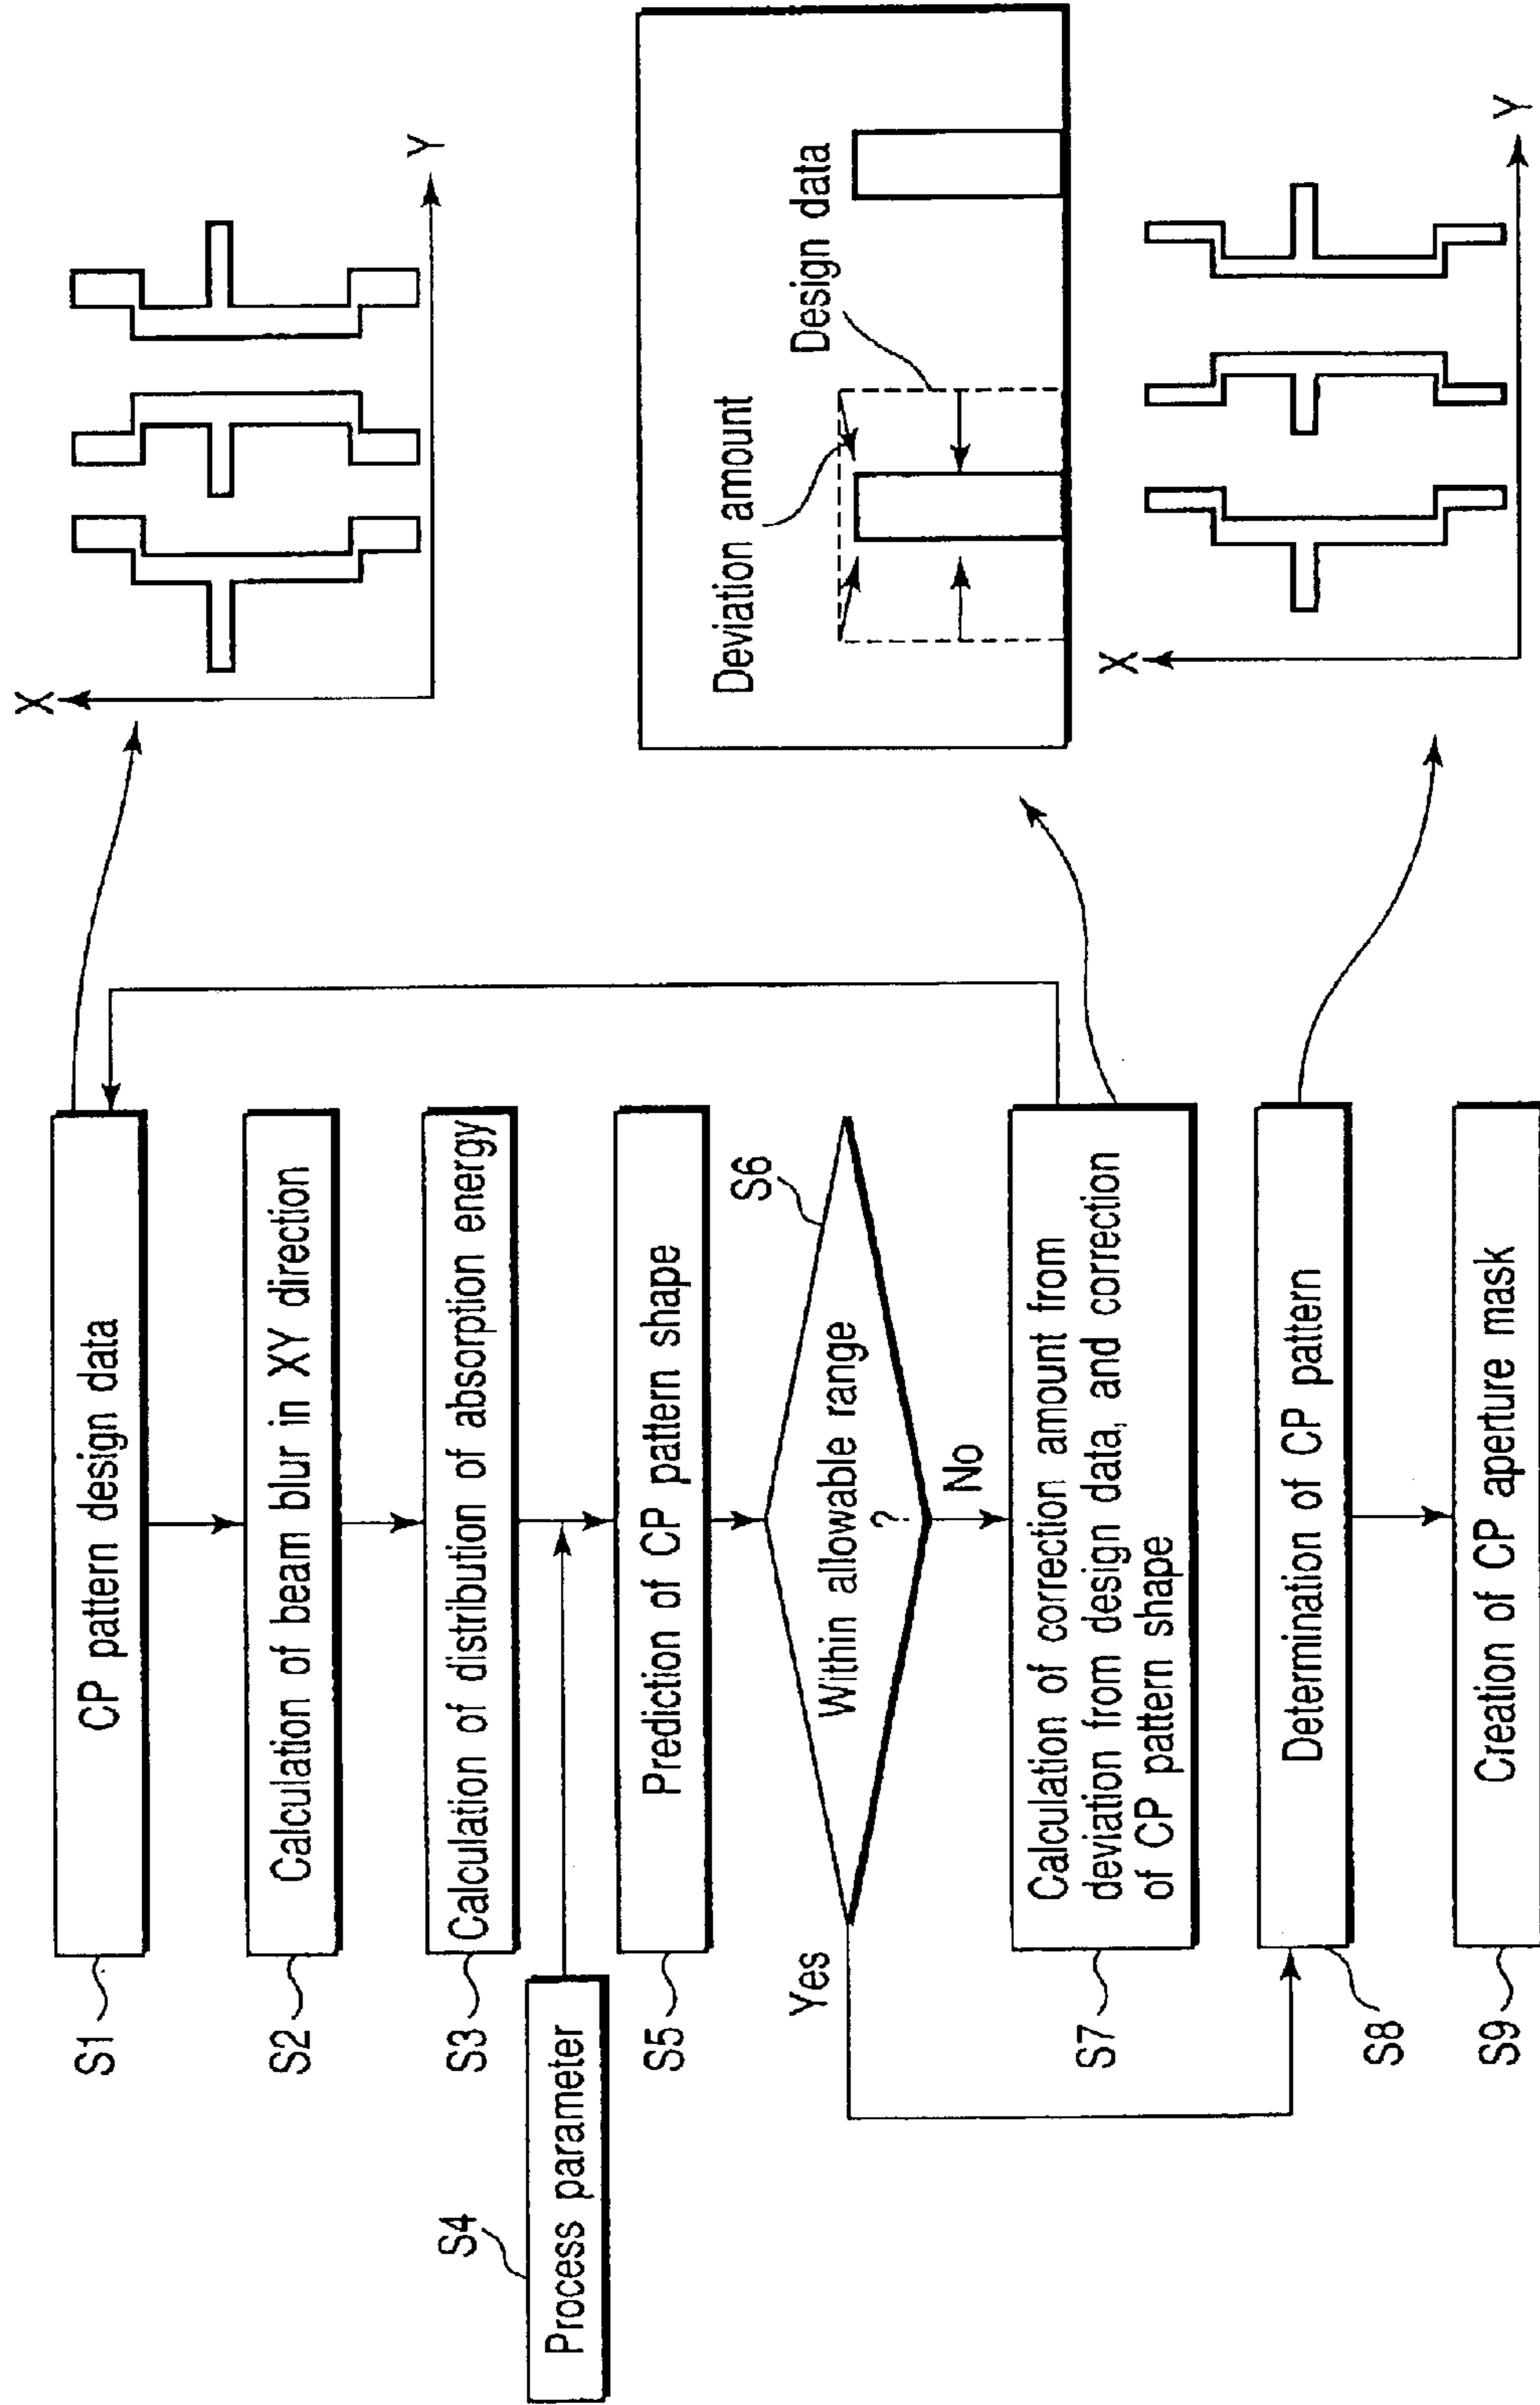 S1
CP pattern design data
S2
Calculation of beam blur in XY direction
S3
Calculation of distribution of absorption energy
S4
Process parameter
S5
Prediction of CP pattern shape
S6
Within allowable range
?
Yes
No
S7
Calculation of correction amount from
deviation from design data, and correction
of CP pattern shape
S8
Determination of CP pattern
S9
Creation of CP aperture mask
X
Y
Deviation amount
Design data
X
Y